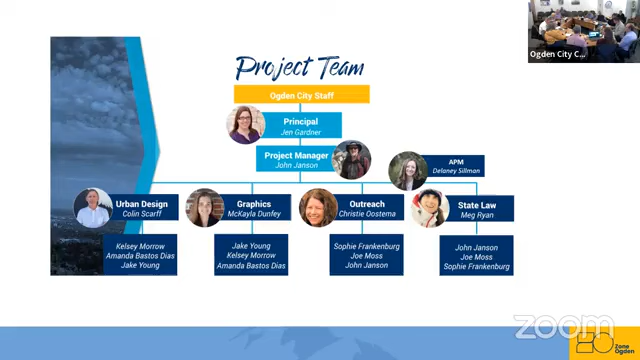 Project Team
Ogden City Staff
Principal
Jen Gardner
Project Manager
John Janson
APM
Delaney Sillman
Urban Design
Colin Scarff
Graphics
McKayla Dunfey
Outreach
Christie Oostema
State Law
Meg Ryan
Kelsey Morrow
Amanda Bastos Dias
Jake Young
Jake Young
Kelsey Morrow
Amanda Bastos Dias
Sophie Frankenburg
Joe Moss
John Janson
John Janson
Joe Moss
Sophie Frankenburg
Ogden City C...
zoom
Zone
Ogden